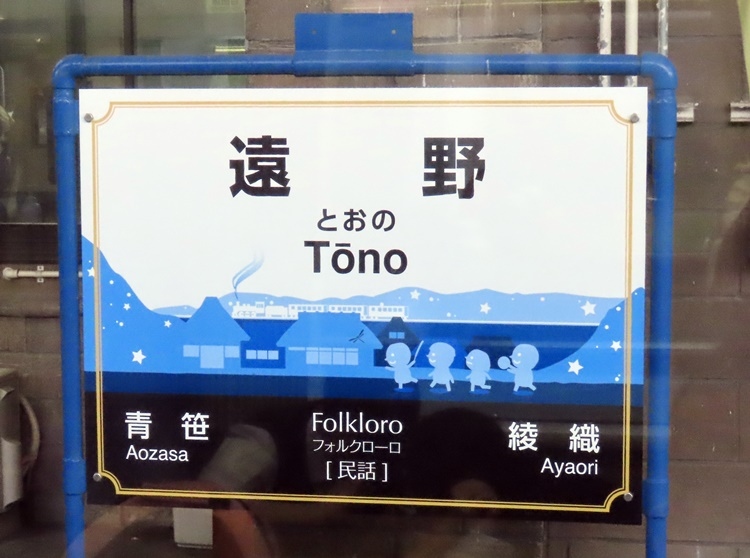 遠野
とおの
Tōno
青笹
Aozasa
Folkloro
フォルクローロ
[民話]
綾織
Ayaori